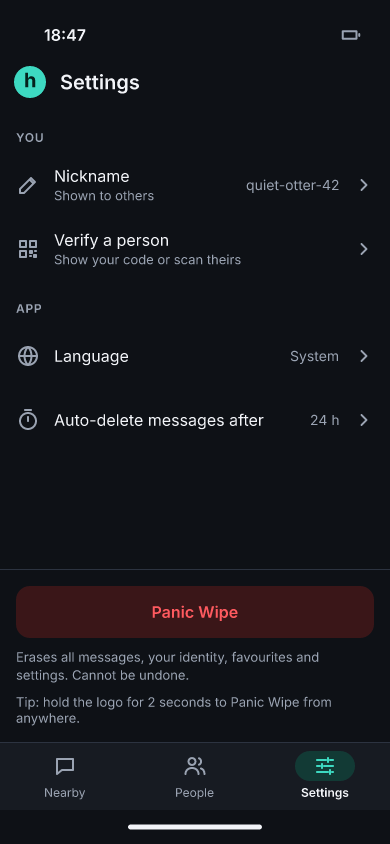 18:47
h
Settings
YOU
Nickname
Shown to others
quiet-otter-42
Verify a person
Show your code or scan theirs
APP
Language
System
Auto-delete messages after
24 h
Panic Wipe
Erases all messages, your identity, favourites and
settings. Cannot be undone.
Tip: hold the logo for 2 seconds to Panic Wipe from
anywhere.
Nearby
People
Settings